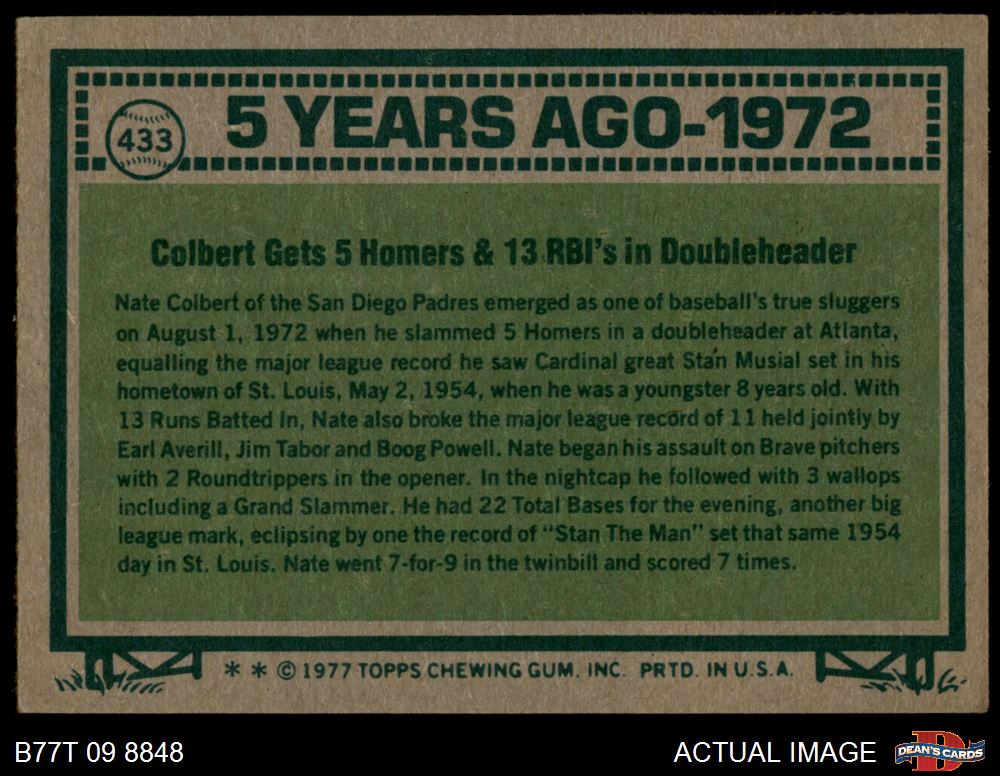 433
5 YEARS AGO-1972
Colbert Gets 5 Homers & 13 RBI's in Doubleheader
Nate Colbert of the San Diego Padres emerged as one of baseball's true sluggers
on August 1, 1972 when he slammed 5 Homers in a doubleheader at Atlanta,
equalling the major league record he saw Cardinal great Stan Musial set in his
hometown of St. Louis, May 2, 1954, when he was a youngster 8 years old. With
13 Runs Batted In, Nate also broke the major league record of 11 held jointly by
Earl Averill, Jim Tabor and Boog Powell. Nate began his assault on Brave pitchers
with 2 Roundtrippers in the opener. In the nightcap he followed with 3 wallops
including a Grand Slammer. He had 22 Total Bases for the evening, another big
league mark, eclipsing by one the record of "Stan The Man" set that same 1954
day in St. Louis. Nate went 7-for-9 in the twinbill and scored 7 times.
* * © 1977 TOPPS CHEWING GUM, INC. PRTD. IN U.S.A.
B77T 09 8848
ACTUAL IMAGE
DEAN'S CARDS